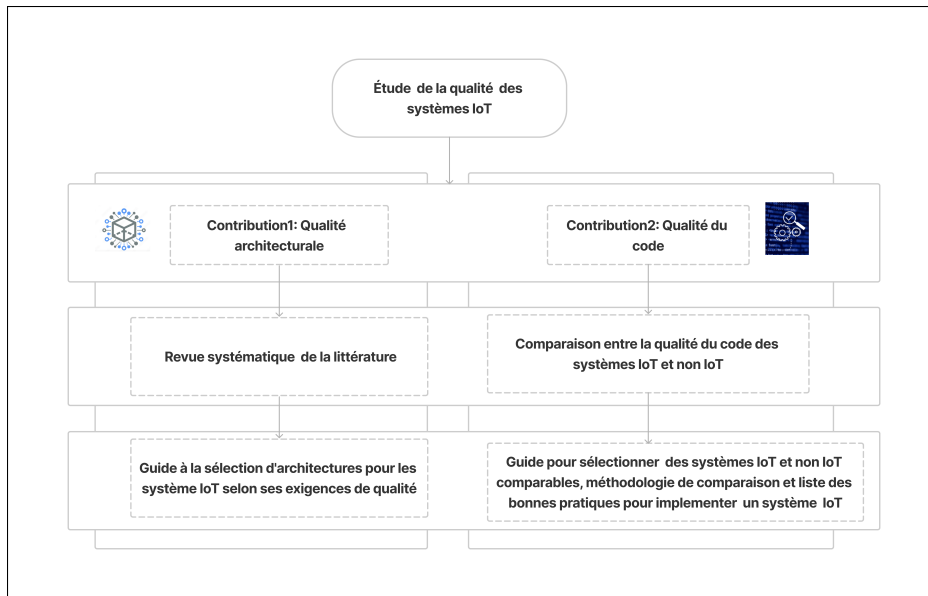 Étude de la qualité des
systèmes IoT
Contribution1: Qualité
architecturale
Contribution2: Qualité du
code
Revue systématique de la littérature
Comparaison entre la qualité du code des
systèmes IoT et non IoT
Guide à la sélection d'architectures pour les
système IoT selon ses exigences de qualité
Guide pour sélectionner des systèmes IoT et non IoT
comparables, méthodologie de comparaison et liste des
bonnes pratiques pour implementer un système IoT